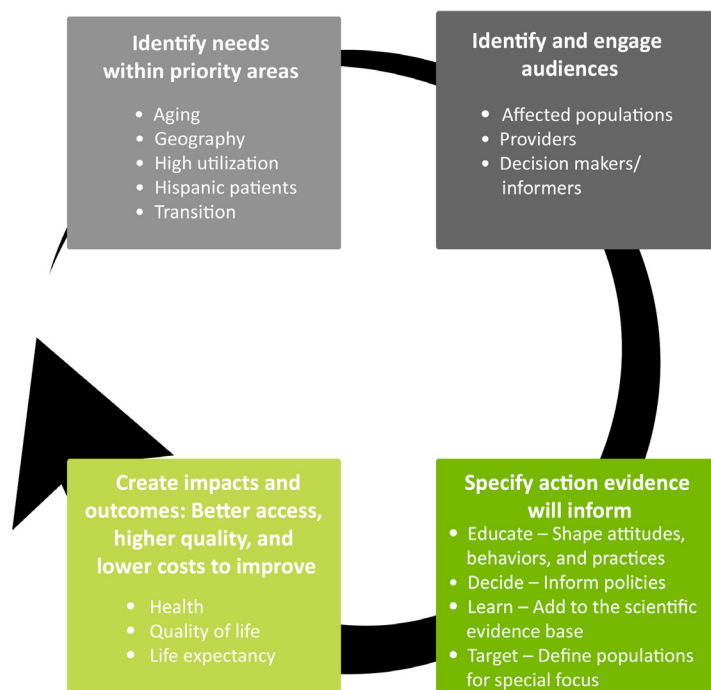 Identify needs
within priority areas
• Aging
• Geography
• High utilization
• Hispanic patients
• Transition
Identify and engage
audiences
• Affected populations
• Providers
• Decision makers/
informers
Create impacts and
outcomes: Better access,
higher quality, and
lower costs to improve
• Health
• Quality of life
• Life expectancy
Specify action evidence
will inform
• Educate – Shape attitudes,
behaviors, and practices
• Decide – Inform policies
• Learn – Add to the scientific
evidence base
• Target – Define populations
for special focus